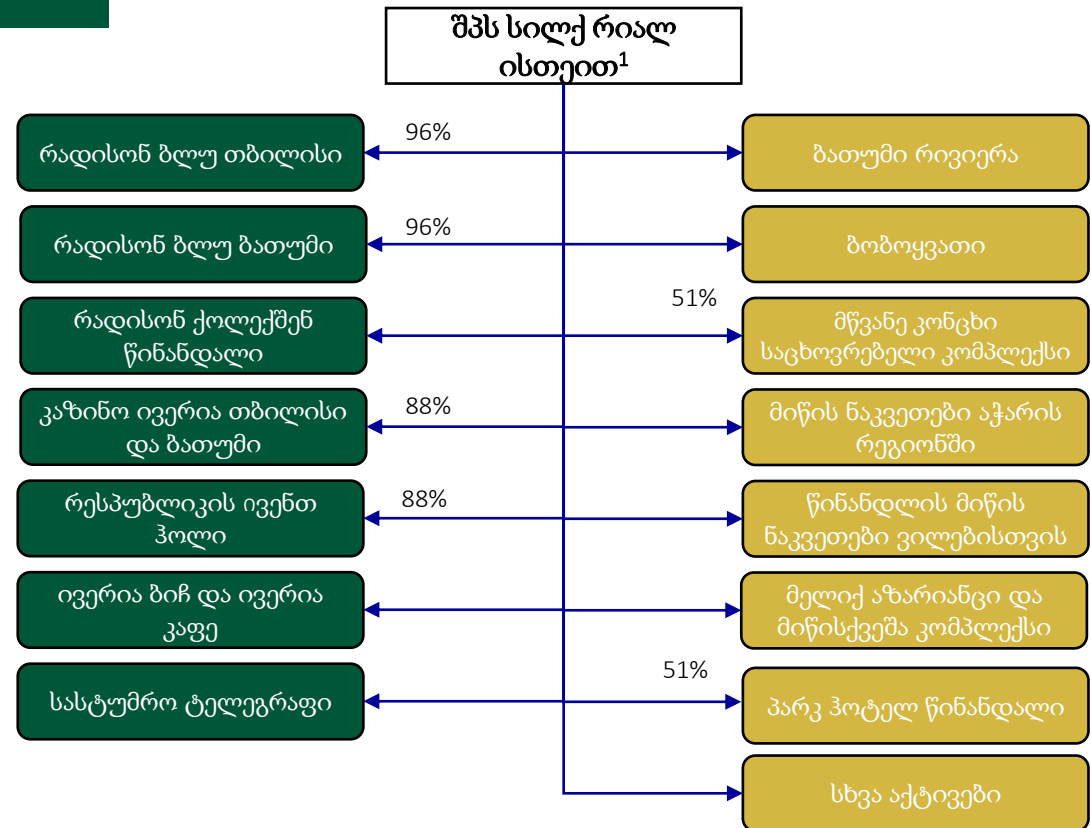 შპს სილქ რიალ
ისთეით¹
96%
რადისონ ბლუ თბილისი
ბათუმი რივიერა
96%
რადისონ ბლუ ბათუმი
ბობოყვათი
51%
რადისონ ქოლექშენ
წინანდალი
მწვანე კონცხი
საცხოვრებელი კომპლექსი
88%
კაზინო ივერია თბილისი
და ბათუმი
მიწის ნაკვეთები აჭარის
რეგიონში
88%
რესპუბლიკის ივენთ
ჰოლი
წინანდლის მიწის
ნაკვეთები ვილებისთვის
ივერია ბიჩ და ივერია
კაფე
მელიქ აზარიანცი და
მიწისქვეშა კომპლექსი
51%
სასტუმრო ტელეგრაფი
პარკ ჰოტელ წინანდალი
სხვა აქტივები